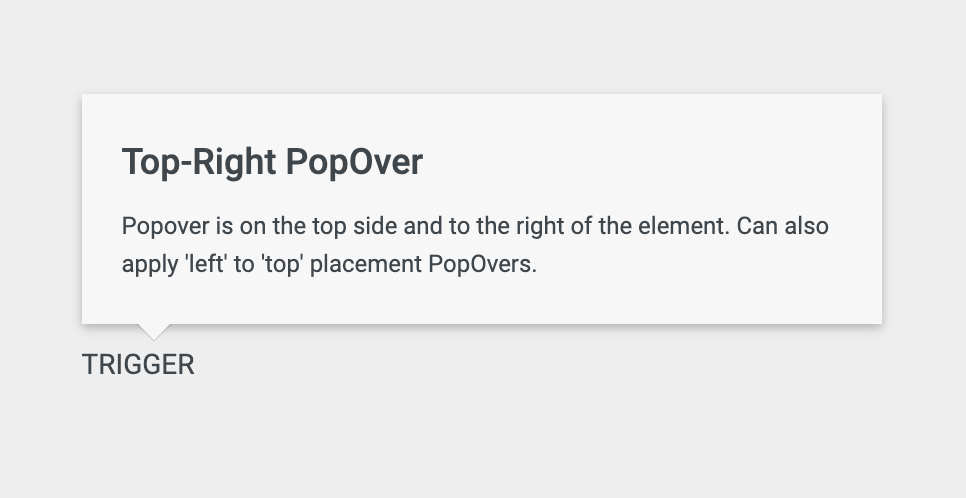 Top-Right PopOver
Popover is on the top side and to the right of the element. Can also
apply 'left' to 'top' placement PopOvers.
TRIGGER